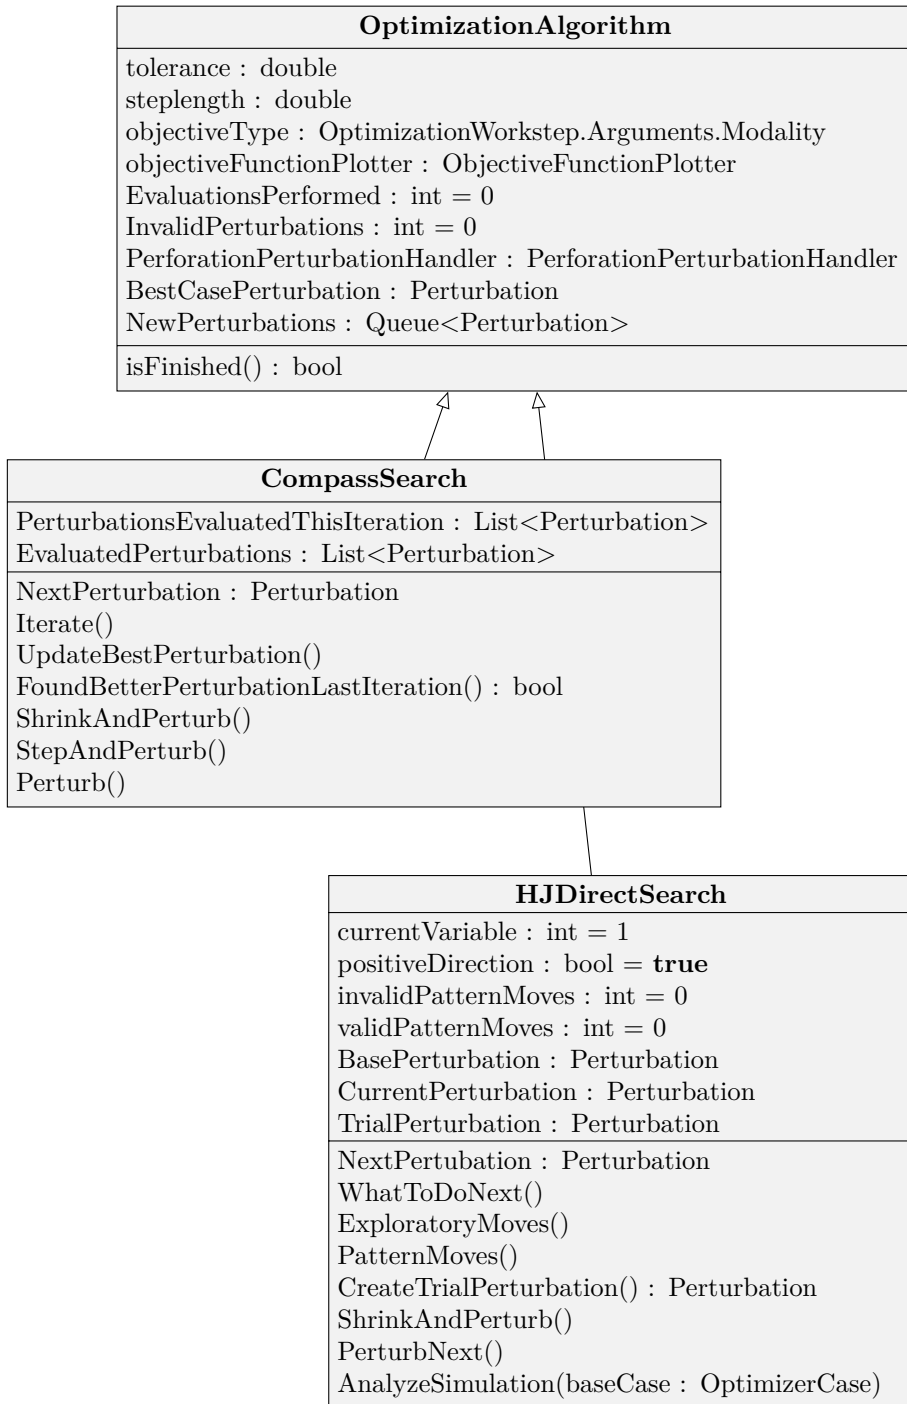 OptimizationAlgorithm
tolerance : double
steplength : double
objectiveType : OptimizationWorkstep.Arguments.Modality
objectiveFunctionPlotter : ObjectiveFunctionPlotter
EvaluationsPerformed : int = 0
InvalidPerturbations : int = 0
PerforationPerturbationHandler : PerforationPerturbationHandler
BestCasePerturbation : Perturbation
NewPerturbations : Queue<Perturbation>
isFinished() : bool
CompassSearch
PerturbationsEvaluatedThisIteration : List<Perturbation>
EvaluatedPerturbations : List<Perturbation>
NextPerturbation : Perturbation
Iterate()
UpdateBestPerturbation()
FoundBetterPerturbationLastIteration() : bool
ShrinkAndPerturb()
StepAndPerturb()
Perturb()
HJDirectSearch
currentVariable : int = 1
positiveDirection : bool = true
invalidPatternMoves : int = 0
validPatternMoves : int = 0
BasePerturbation : Perturbation
CurrentPerturbation : Perturbation
TrialPerturbation : Perturbation
NextPertubation : Perturbation
WhatToDoNext()
ExploratoryMoves()
PatternMoves()
CreateTrialPerturbation() : Perturbation
ShrinkAndPerturb()
PerturbNext()
AnalyzeSimulation(baseCase : OptimizerCase)